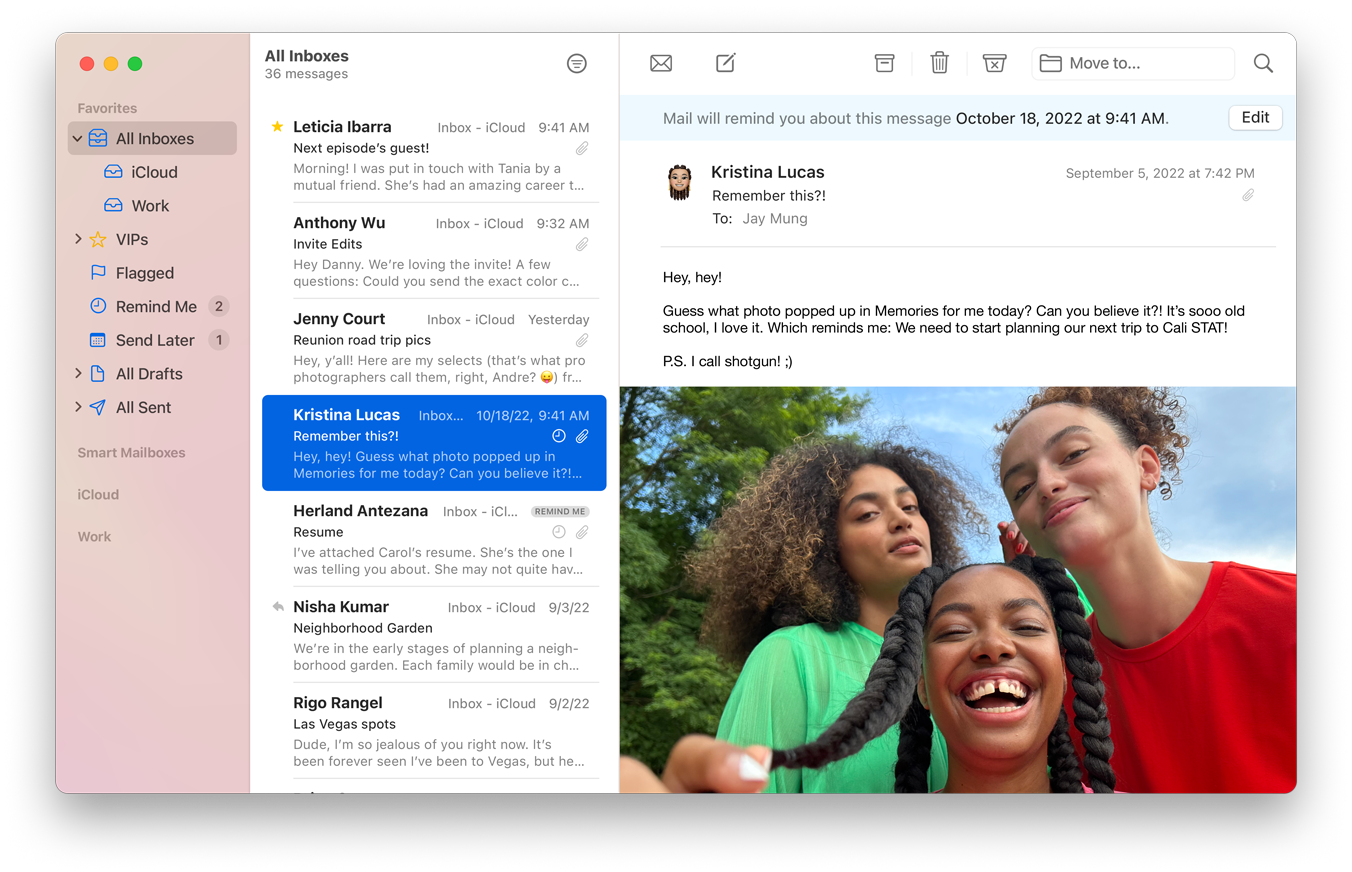 Favorites
All Inboxes
iCloud
Work
VIPs
Flagged
Remind Me 2
Send Later 1
All Drafts
All Sent
Smart Mailboxes
iCloud
Work
All Inboxes
36 messages
Leticia Ibarra Inbox - iCloud 9:41 AM
Next episode’s guest!
Morning! I was put in touch with Tania by a
mutual friend. She’s had an amazing career t...
Anthony Wu Inbox - iCloud 9:32 AM
Invite Edits
Hey Danny. We’re loving the invite! A few
questions: Could you send the exact color c...
Jenny Court Inbox - iCloud Yesterday
Reunion road trip pics
Hey, y’all! Here are my selects (that’s what pro
photographers call them, right, Andre? 😜) fr...
Kristina Lucas Inbox... 10/18/22, 9:41 AM
Remember this?!
Hey, hey! Guess what photo popped up in
Memories for me today? Can you believe it?!...
Herland Antezana Inbox - iCl... REMIND ME
Resume
I’ve attached Carol’s resume. She’s the one I
was telling you about. She may not quite hav...
Nisha Kumar Inbox - iCloud 9/3/22
Neighborhood Garden
We’re in the early stages of planning a neigh-
borhood garden. Each family would be in ch...
Rigo Rangel Inbox - iCloud 9/2/22
Las Vegas spots
Dude, I’m so jealous of you right now. It’s
been forever seen I’ve been to Vegas, but he...
Move to...
Mail will remind you about this message October 18, 2022 at 9:41 AM.
Edit
Kristina Lucas September 5, 2022 at 7:42 PM
Remember this?!
To: Jay Mung
Hey, hey!
Guess what photo popped up in Memories for me today? Can you believe it?! It’s sooo old
school, I love it. Which reminds me: We need to start planning our next trip to Cali STAT!
P.S. I call shotgun! ;)